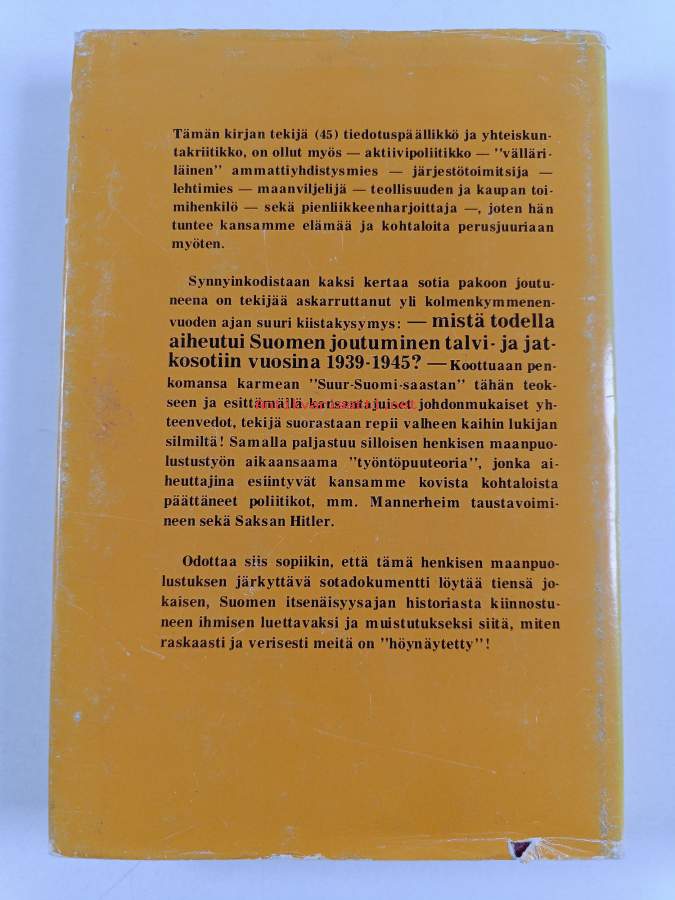 Tämän kirjan tekijä (45) tiedotuspäällikkö ja yhteiskun-
takriitikko, on ollut myös — aktiivipoliitikko — "välläri-
läinen" ammattiyhdistysmies — järjestötoimitsija —
lehtimies — maanviljelijä — teollisuuden ja kaupan toi-
mihenkilö — sekä pienliikkeenharjoittaja —, joten hän
tuntee kansamme elämää ja kohtaloita perusjuuriaan
myöten.
Synnyinkodistaan kaksi kertaa sotia pakoon joutu-
neena on tekijää askarruttanut yli kolmenkymmenen-
vuoden ajan suuri kiistakysymys: — mistä todella
aiheutui Suomen joutuminen talvi- ja jat-
kosotiin vuosina 1939-1945? — Koottuaan pen-
komansa karmean "Suur-Suomi-saastan" tähän teok-
seen ja esittämällä kansantajuiset johdonmukaiset yh-
teenvedot, tekijä suorastaan repii valheen kaihin lukijan
silmiltä! Samalla paljastuu silloisen henkisen maanpuo-
lustustyön aikaansaama "työntöpuuteoria", jonka ai-
heuttajina esiintyvät kansamme kovista kohtaloista
päättäneet poliitikot, mm. Mannerheim taustavoimi-
neen sekä Saksan Hitler.
Odottaa siis sopiikin, että tämä henkisen maanpuo-
lustuksen järkyttävä sotadokumentti löytää tiensä jo-
kaisen, Suomen itsenäisyysajan historiasta kiinnostu-
neen ihmisen luettavaksi ja muistutukseksi siitä, miten
raskaasti ja verisesti meitä on "höynäytetty"!